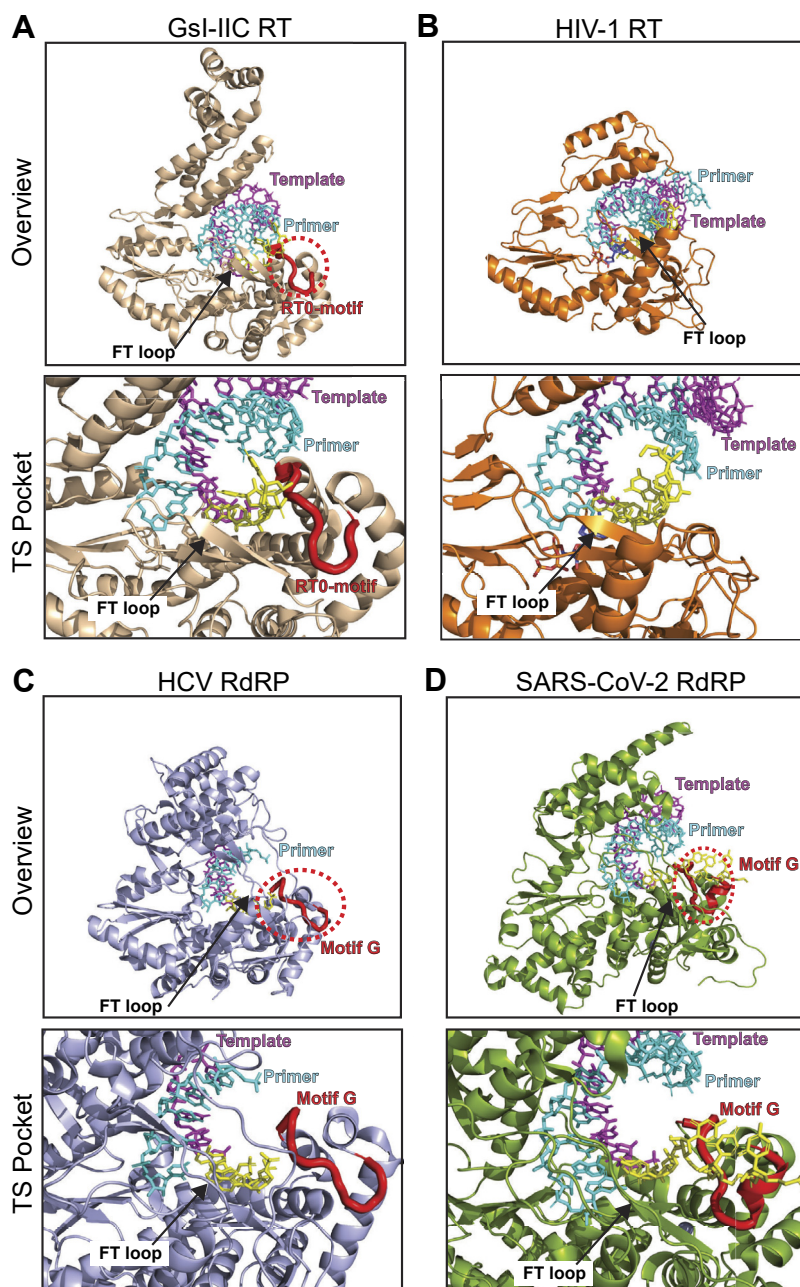 A
GsI-IIC RT
Overview
Template
Primer
RT0-motif
FT loop
TS Pocket
Template
Primer
RT0-motif
FT loop
B
HIV-1 RT
Primer
Template
FT loop
Template
Primer
FT loop
C
HCV RdRP
Overview
Primer
Motif G
FT loop
TS Pocket
Template
Primer
Motif G
FT loop
D
SARS-CoV-2 RdRP
Template
Primer
Motif G
FT loop
Template
Primer
Motif G
FT loop